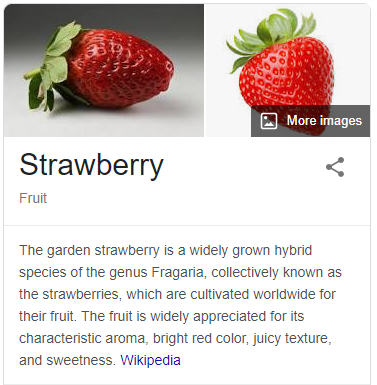 More images
Strawberry
Fruit
The garden strawberry is a widely grown hybrid
species of the genus Fragaria, collectively known as
the strawberries, which are cultivated worldwide for
their fruit. The fruit is widely appreciated for its
characteristic aroma, bright red color, juicy texture,
and sweetness. Wikipedia